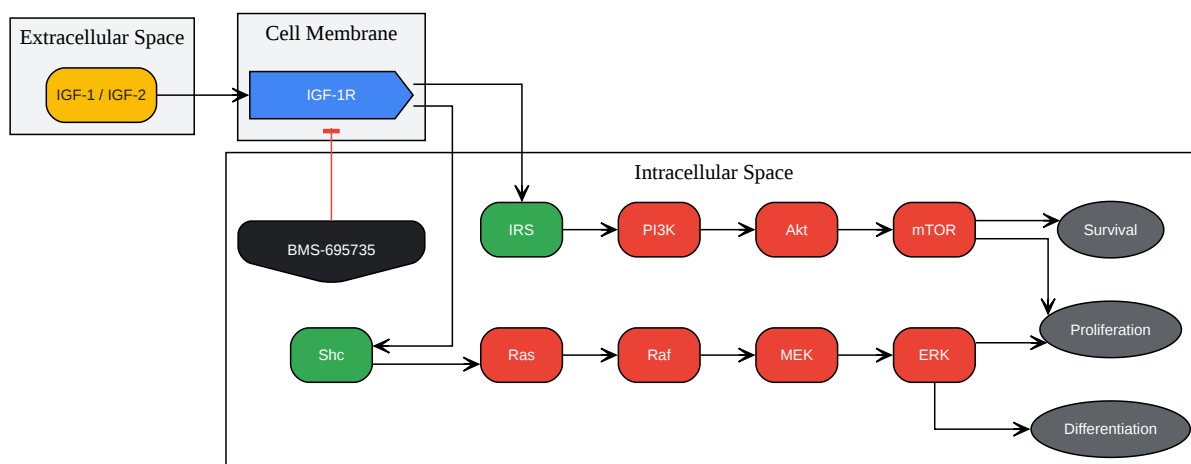 Extracellular Space
Cell Membrane
IGF-1 / IGF-2
IGF-1R
Intracellular Space
BMS-695735
IRS
PI3K
Akt
mTOR
Survival
Proliferation
Shc
Ras
Raf
MEK
ERK
Differentiation